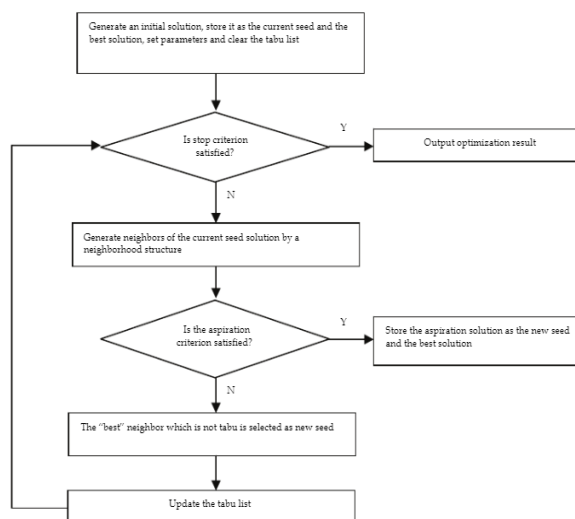 Generate an initial solution, store it as the current seed and the
best solution, set parameters and clear the tabu list
Is stop criterion
satisfied?
Y
Output optimization result
N
Generate neighbors of the current seed solution by a
neighborhood structure
Is the aspiration
criterion satisfied?
Y
Store the aspiration solution as the new seed
and the best solution
N
The "best" neighbor which is not tabu is selected as new seed
Update the tabu list